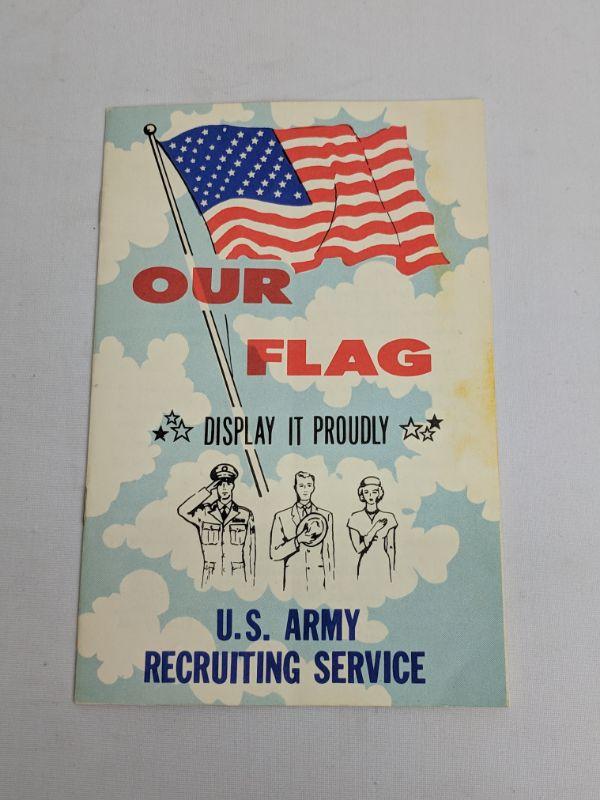 OUR
FLAG
DISPLAY IT PROUDLY
U.S. ARMY
RECRUITING SERVICE